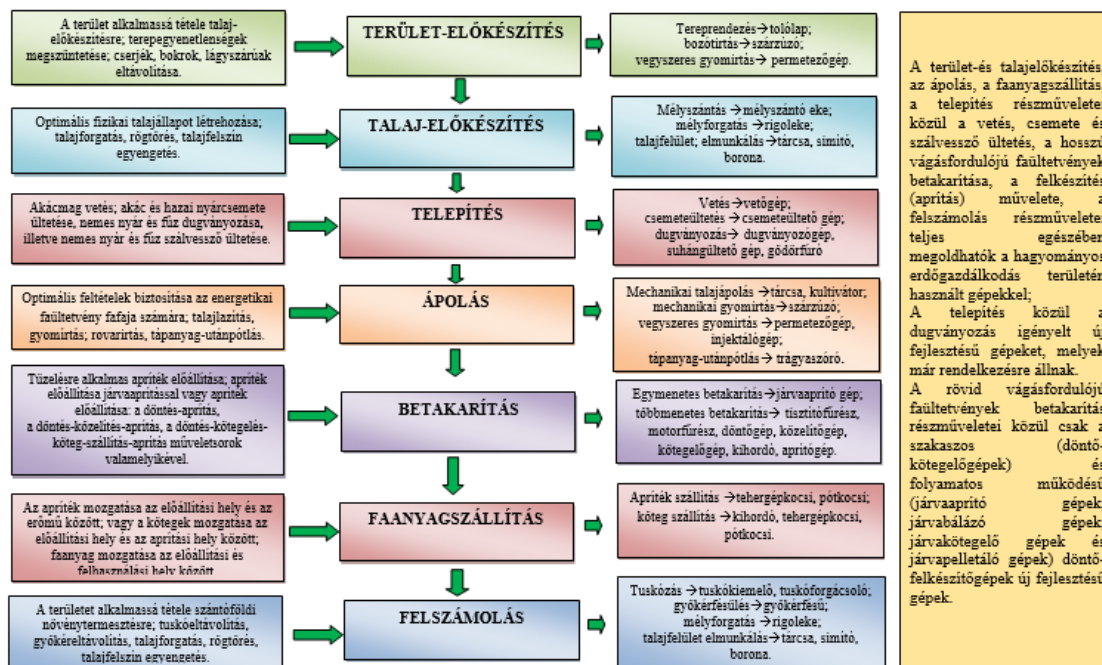 A terület alkalmassá tétele talaj-
előkészítésre; terepegyenetlenségek
megszüntetése; cserjék, bokrok, lágyszárúak
eltávolítása.
TERÜLET-ELŐKÉSZÍTÉS
Tereprendezés→tolólap;
bozótirtás→szárzúzó;
vegyszeres gyomirtás→ permetezőgép.
Optimális fizikai talajállapot létrehozása;
talajforgatás, rögtörés, talajfelszín
egyengetés.
TALAJ-ELŐKÉSZÍTÉS
Mélyszántás →mélyszántó eke;
mélyforgatás →rigoleke;
talajfelület; elmunkálás→tárcsa, simító,
borona.
Akácmag vetés; akác és hazai nyárcsemete
ültetése, nemes nyár és fűz dugványozása,
illetve nemes nyár és fűz szálvessző ültetése.
TELEPÍTÉS
Vetés→vetőgép;
csemeteültetés→csemeteültető gép;
dugványozás→ dugványozógép,
suhángültető gép, gödörfúró
Optimális feltételek biztosítása az energetikai
faültetvény fafaja számára; talajlazítás,
gyomirtás; rovarirtás, tápanyag-utánpótlás.
ÁPOLÁS
Mechanikai talajápolás→tárcsa, kultivátor;
mechanikai gyomirtás→szárzúzó;
vegyszeres gyomirtás→permetezőgép,
injektálógép;
tápanyag-utánpótlás→ trágyaszóró.
Tüzelésre alkalmas apríték előállítása; apríték
előállítása járvaaprítással vagy apríték
előállítása: a döntés-aprítás,
a döntés-közelítés-aprítás, a döntés-kötegelés-
köteg-szállítás-aprítás műveletsorok
valamelyikével.
BETAKARÍTÁS
Egymenetes betakarítás→járvaaprító gép;
többmenetes betakarítás→ tisztítófűrész,
motorfűrész, döntőgép, közelítőgép,
kötegelőgép, kihordó, aprítógép.
Az apríték mozgatása az előállítási hely és az
erőmű között; vagy a kötegek mozgatása az
előállítási hely és az aprítási hely között;
faanyag mozgatása az előállítási és
felhasználási hely között
FAANYAGSZÁLLÍTÁS
Apríték szállítás →tehergépkocsi, pótkocsi;
köteg szállítás →kihordó, tehergépkocsi,
pótkocsi.
A területet alkalmassá tétele szántóföldi
növénytermesztésre; tuskóeltávolítás,
gyökéreltávolítás, talajforgatás, rögtörés,
talajfelszín egyengetés.
FELSZÁMOLÁS
Tuskózás→tuskókiemelő, tuskóforgácsoló;
gyökérfésülés→gyökérfésű;
mélyforgatás→rigoleke;
talajfelület elmunkálás→tárcsa, simító,
borona.
A terület-és talajelőkészítés,
az ápolás, a faanyagszállítás,
a telepítés részműveletei
közül a vetés, csemete és
szálvessző ültetés, a hosszú
vágásfordulójú faültetvények
betakarítása, a felkészítés
(aprítás) művelete, a
felszámolás részműveletei
teljes egészében
megoldhatók a hagyományos
erdőgazdálkodás területén
használt gépekkel;
A telepítés közül a
dugványozás igényelt új
fejlesztésű gépeket, melyek
már rendelkezésre állnak.
A rövid vágásfordulójú
faültetvények betakarítás
részműveletei közül csak a
szakaszos (döntő-
kötegelőgépek) és
folyamatos működésű
(járvaaprító gépek,
járvabálázó gépek,
járvakötegelő gépek és
járvapelletáló gépek) döntő-
felkészítőgépek új fejlesztésű
gépek.